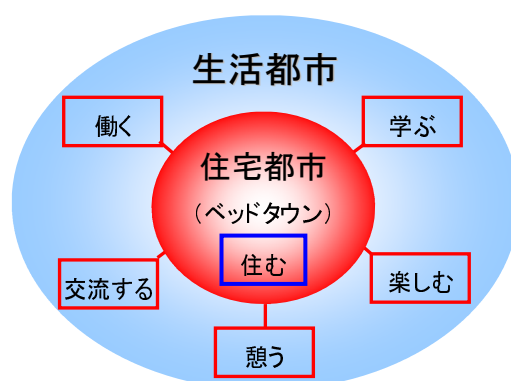 生活都市
働く
学ぶ
住宅都市
（ベッドタウン）
住む
交流する
楽しむ
憩う